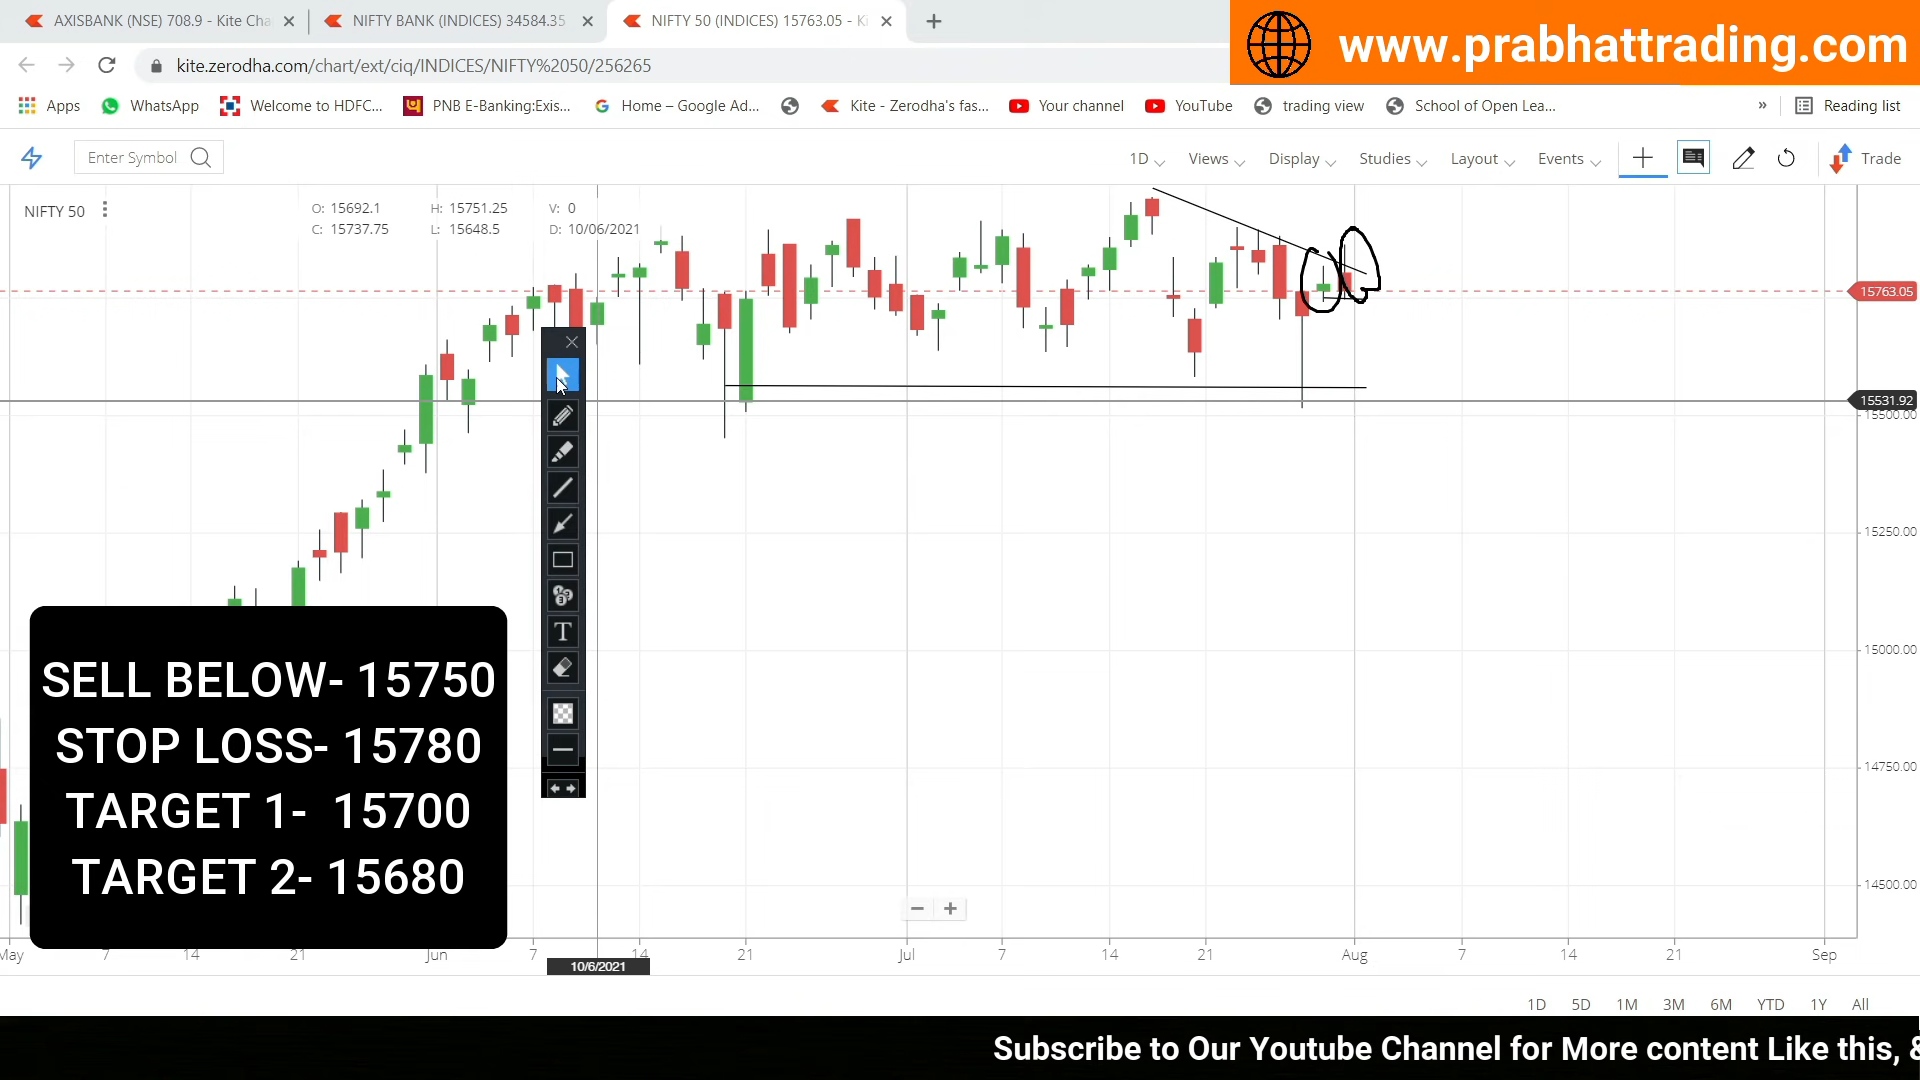 AXISBANK (NSE) 708.9 - Kite Cha
NIFTY BANK (INDICES) 34584.35
NIFTY 50 (INDICES) 15763.05 - Ki
www.prabhattrading.com
kite.zerodha.com/chart/ext/ciq/INDICES/NIFTY%2050/256265
Apps WhatsApp Welcome to HDFC... PNB E-Banking:Exis... Home – Google Ad... Kite - Zerodha's fas... Your channel YouTube trading view School of Open Lea... » Reading list
Enter Symbol 1D Views Display Studies Layout Events Trade
NIFTY 50
O: 15692.1 H: 15751.25 V: 0
C: 15737.75 L: 15648.5 D: 10/06/2021
15763.05
15531.92
15500.00
15250.00
15000.00
14750.00
14500.00
T
SELL BELOW- 15750
STOP LOSS- 15780
TARGET 1- 15700
TARGET 2- 15680
May 7 14 21 Jun 7 14 21 Jul 7 14 21 Aug 7 14 21 Sep
10/6/2021
1D 5D 1M 3M 6M YTD 1Y All
Subscribe to Our Youtube Channel for More content Like this, &